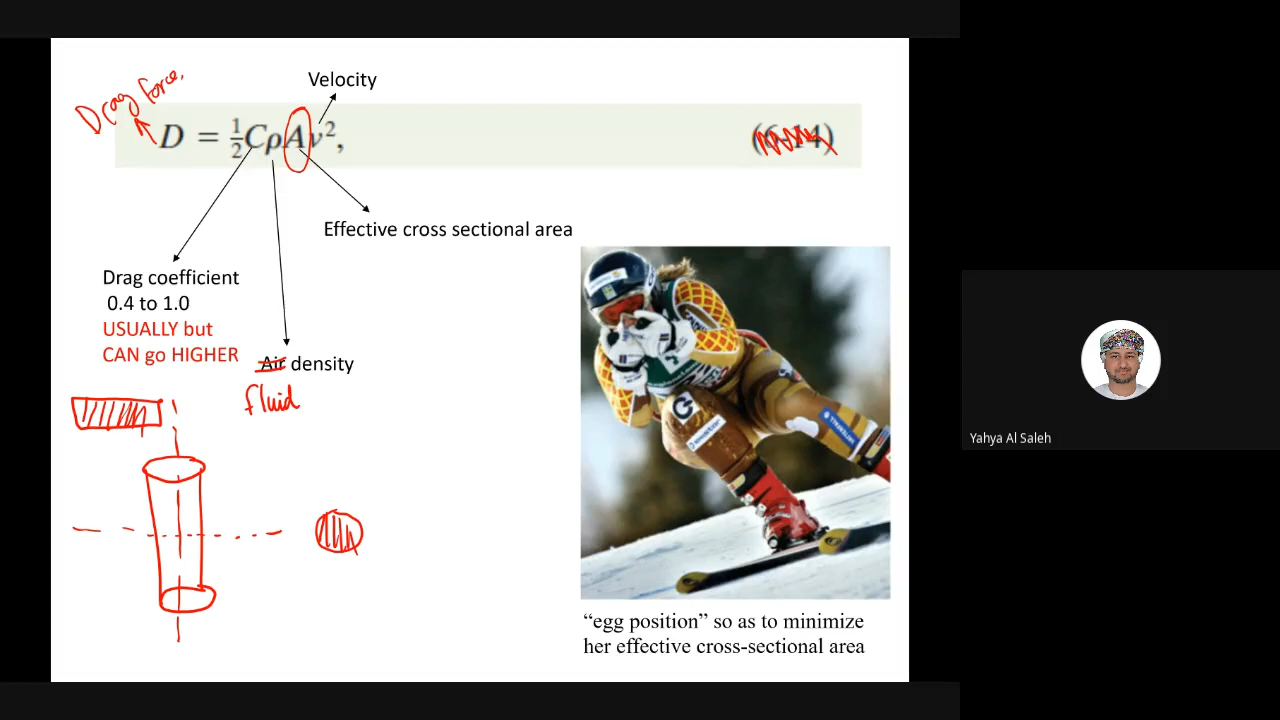 Drag force.
Velocity
D = ½CρAv²,
(6-14)
Effective cross sectional area
Drag coefficient
0.4 to 1.0
USUALLY but
CAN go HIGHER
Air density
fluid
Yahya Al Saleh
"egg position" so as to minimize
her effective cross-sectional area